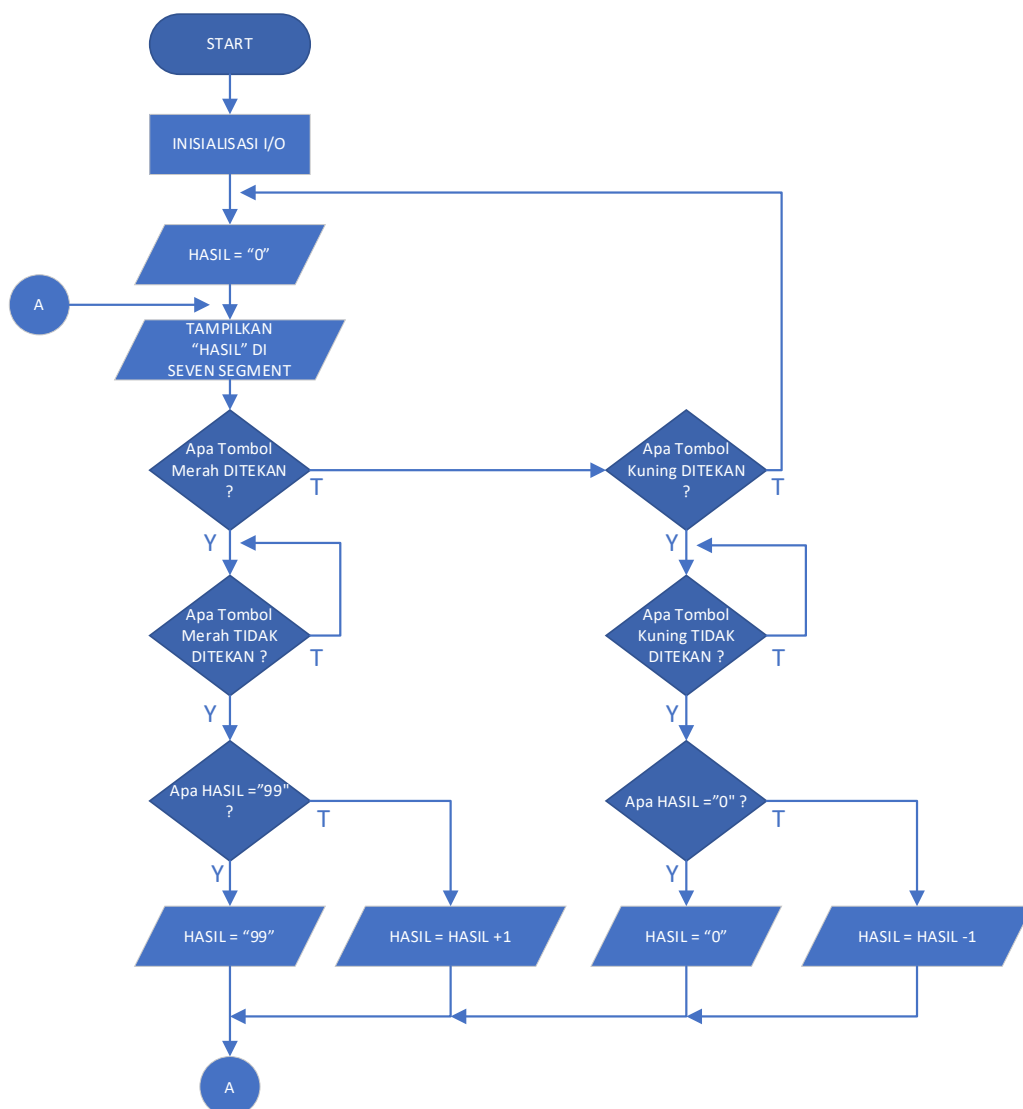 START
INISIALISASI I/O
HASIL = “0”
A
TAMPILKAN
“HASIL” DI
SEVEN SEGMENT
Apa Tombol
Merah DITEKAN
?
T
Y
Apa Tombol
Kuning DITEKAN
?
T
Y
Apa Tombol
Merah TIDAK
DITEKAN ?
T
Y
Apa Tombol
Kuning TIDAK
DITEKAN ?
T
Y
Apa HASIL =”99"
?
T
Y
Apa HASIL =”0" ?
T
Y
HASIL = “99”
HASIL = HASIL +1
HASIL = “0”
HASIL = HASIL -1
A